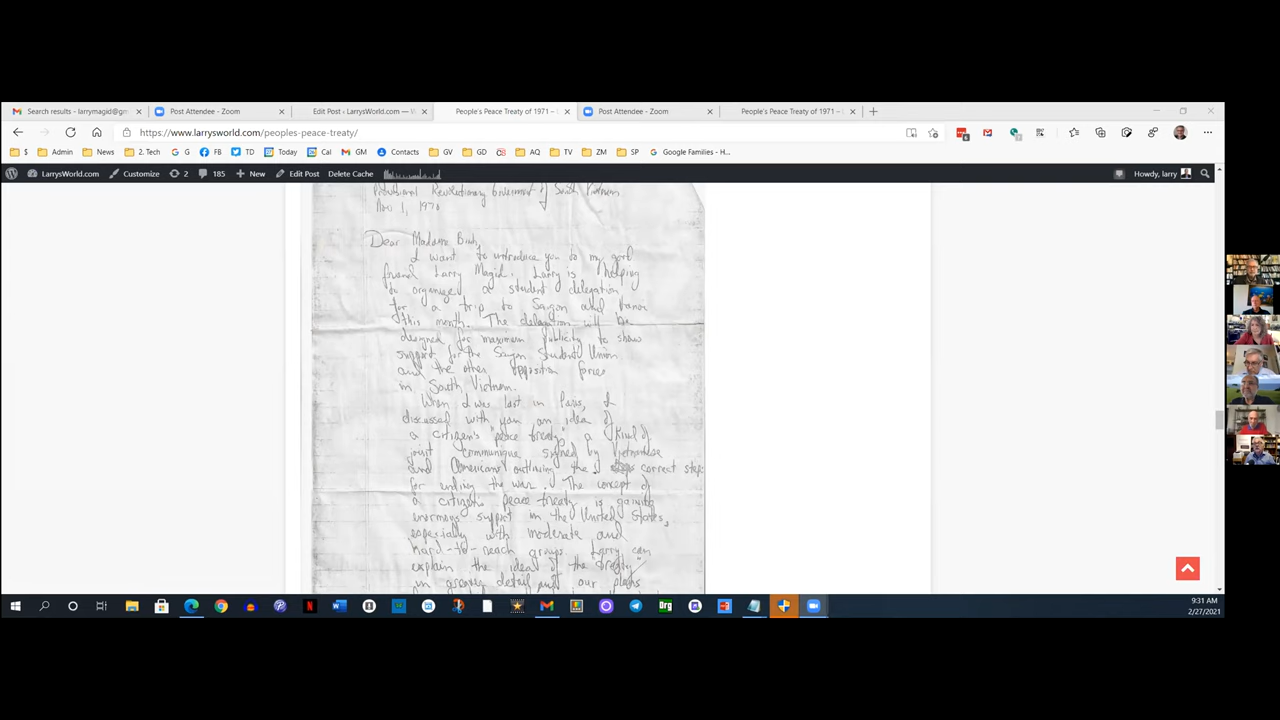 Search results - larrymagid@gm
Post Attendee - Zoom
Edit Post ‹ LarrysWorld.com — W
People's Peace Treaty of 1971 –
Post Attendee - Zoom
People's Peace Treaty of 1971 –
https://www.larrysworld.com/peoples-peace-treaty/
S
Admin
News
2. Tech
G
FB
TD
Today
Cal
GM
Contacts
GV
GD
AQ
TV
ZM
SP
Google Families - H...
LarrysWorld.com
Customize
2
185
New
Edit Post
Delete Cache
Howdy, larry
Provisional Revolutionary Government of South Vietnam
Nov 1, 1970
Dear Madame Binh,
I want to introduce you to my good
friend Larry Magid. Larry is helping
to organize a student delegation
for a trip to Saigon and Hanoi
this month. The delegation will be
designed for maximum publicity to show
support for the Saigon Student Union
and the other opposition forces
in South Vietnam.
When I was last in Paris, I
discussed with you an idea of
a citizen's "peace treaty," a kind of
joint communique signed by Vietnamese
and Americans outlining the correct steps
for ending the war. The concept of
a citizens peace treaty is gaining
enormous support in the United States,
especially with moderate and
hard-to-reach groups. Larry can
explain the idea of the treaty
in greater detail and our plans
9:31 AM
2/27/2021